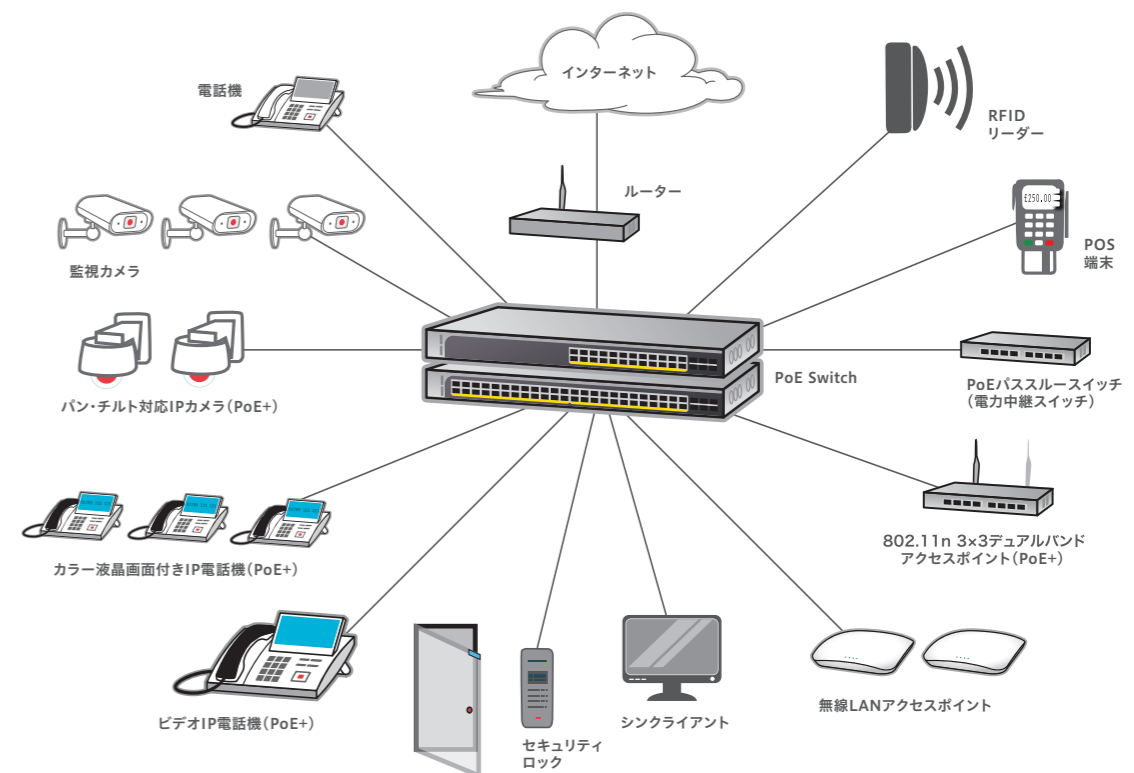 インターネット
電話機
RFID
リーダー
ルーター
£250.00
POS
端末
監視カメラ
PoE Switch
PoEパススルースイッチ
（電力中継スイッチ）
パン・チルト対応IPカメラ（PoE+）
802.11n 3×3デュアルバンド
アクセスポイント（PoE+）
カラー液晶画面付きIP電話機（PoE+）
無線LANアクセスポイント
ビデオIP電話機（PoE+）
シンクライアント
セキュリティ
ロック